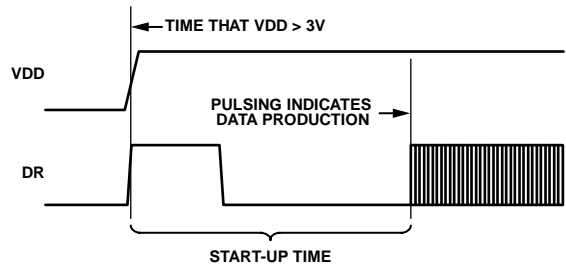 TIME THAT VDD > 3V
VDD
PULSING INDICATES
DATA PRODUCTION
DR
START-UP TIME